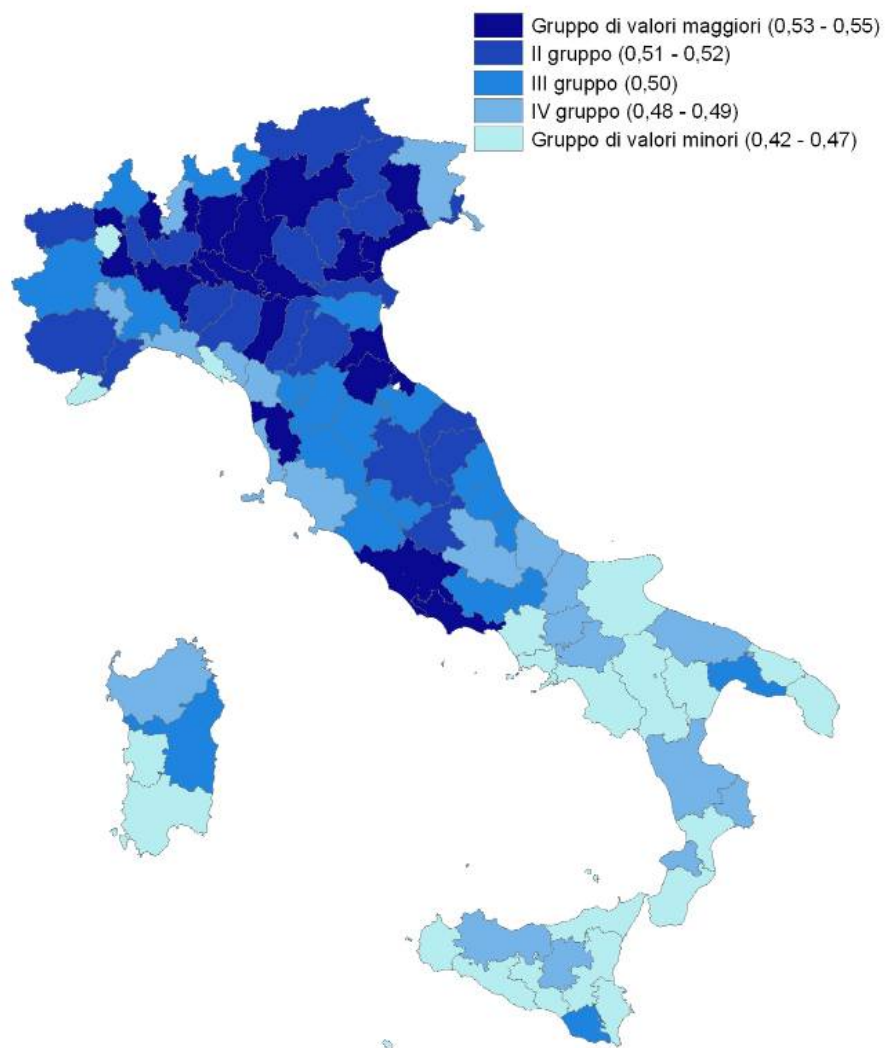 Gruppo di valori maggiori (0,53 - 0,55)
II gruppo (0,51 - 0,52)
III gruppo (0,50)
IV gruppo (0,48 - 0,49)
Gruppo di valori minori (0,42 - 0,47)